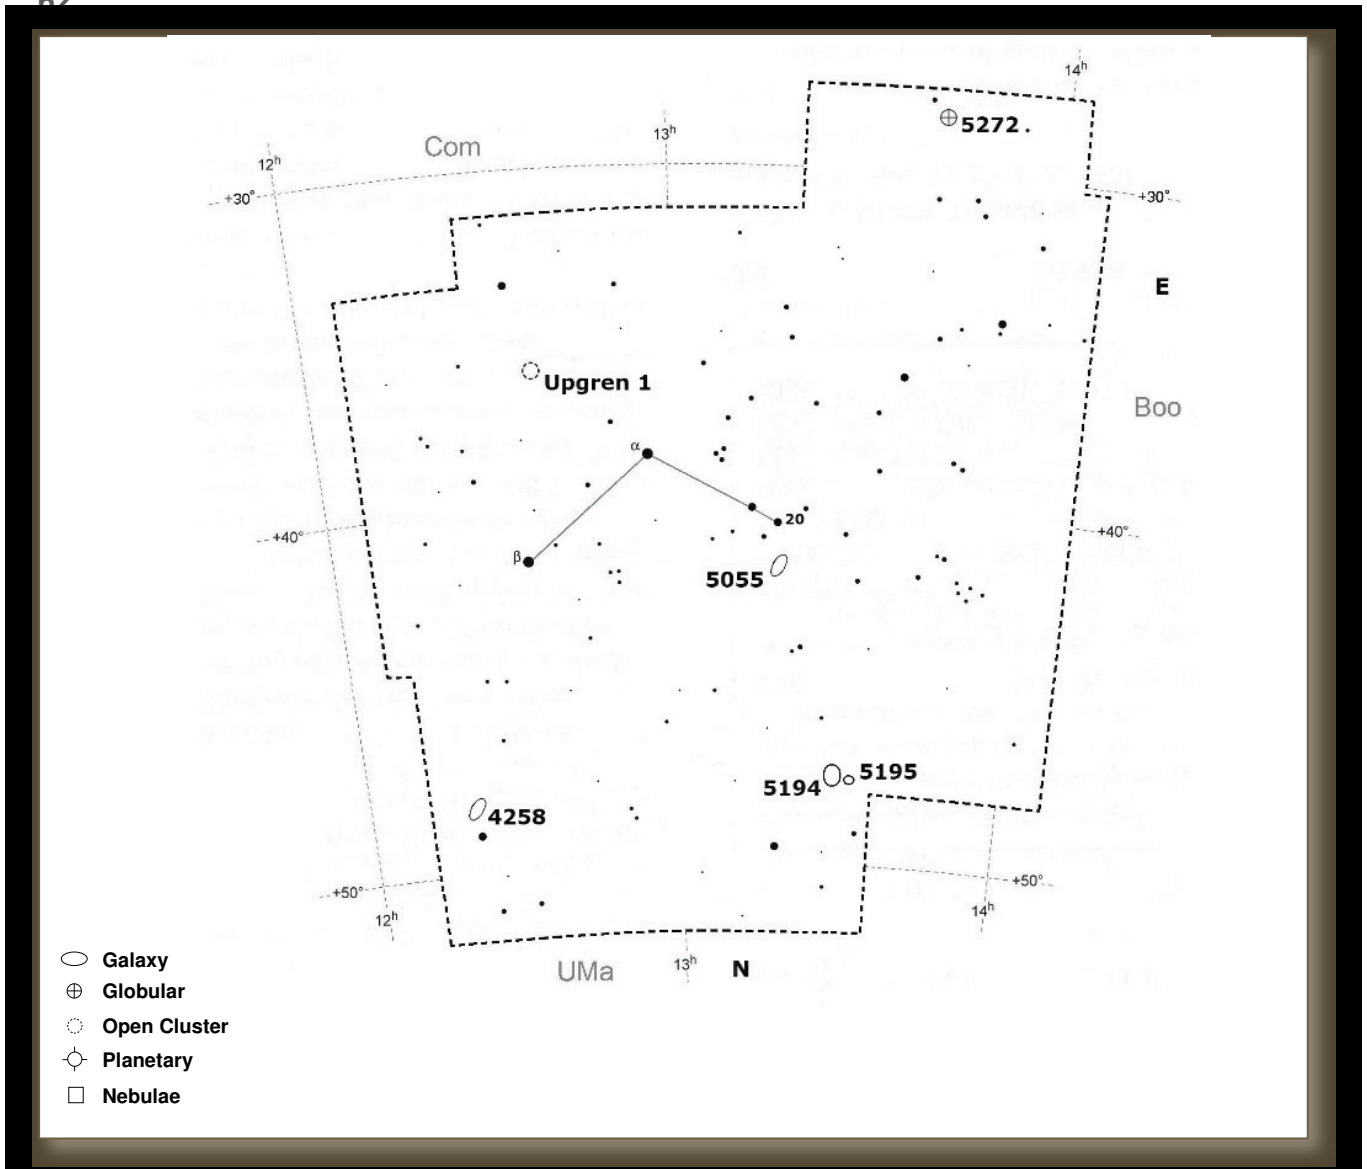 14h
5272
13h
Com
12h
+30°
+30°
E
Upgren 1
Boo
α
20
+40°
+40°
β
5055
5195
5194
4258
+50°
+50°
12h
14h
13h
N
UMa
Galaxy
Globular
Open Cluster
Planetary
Nebulae